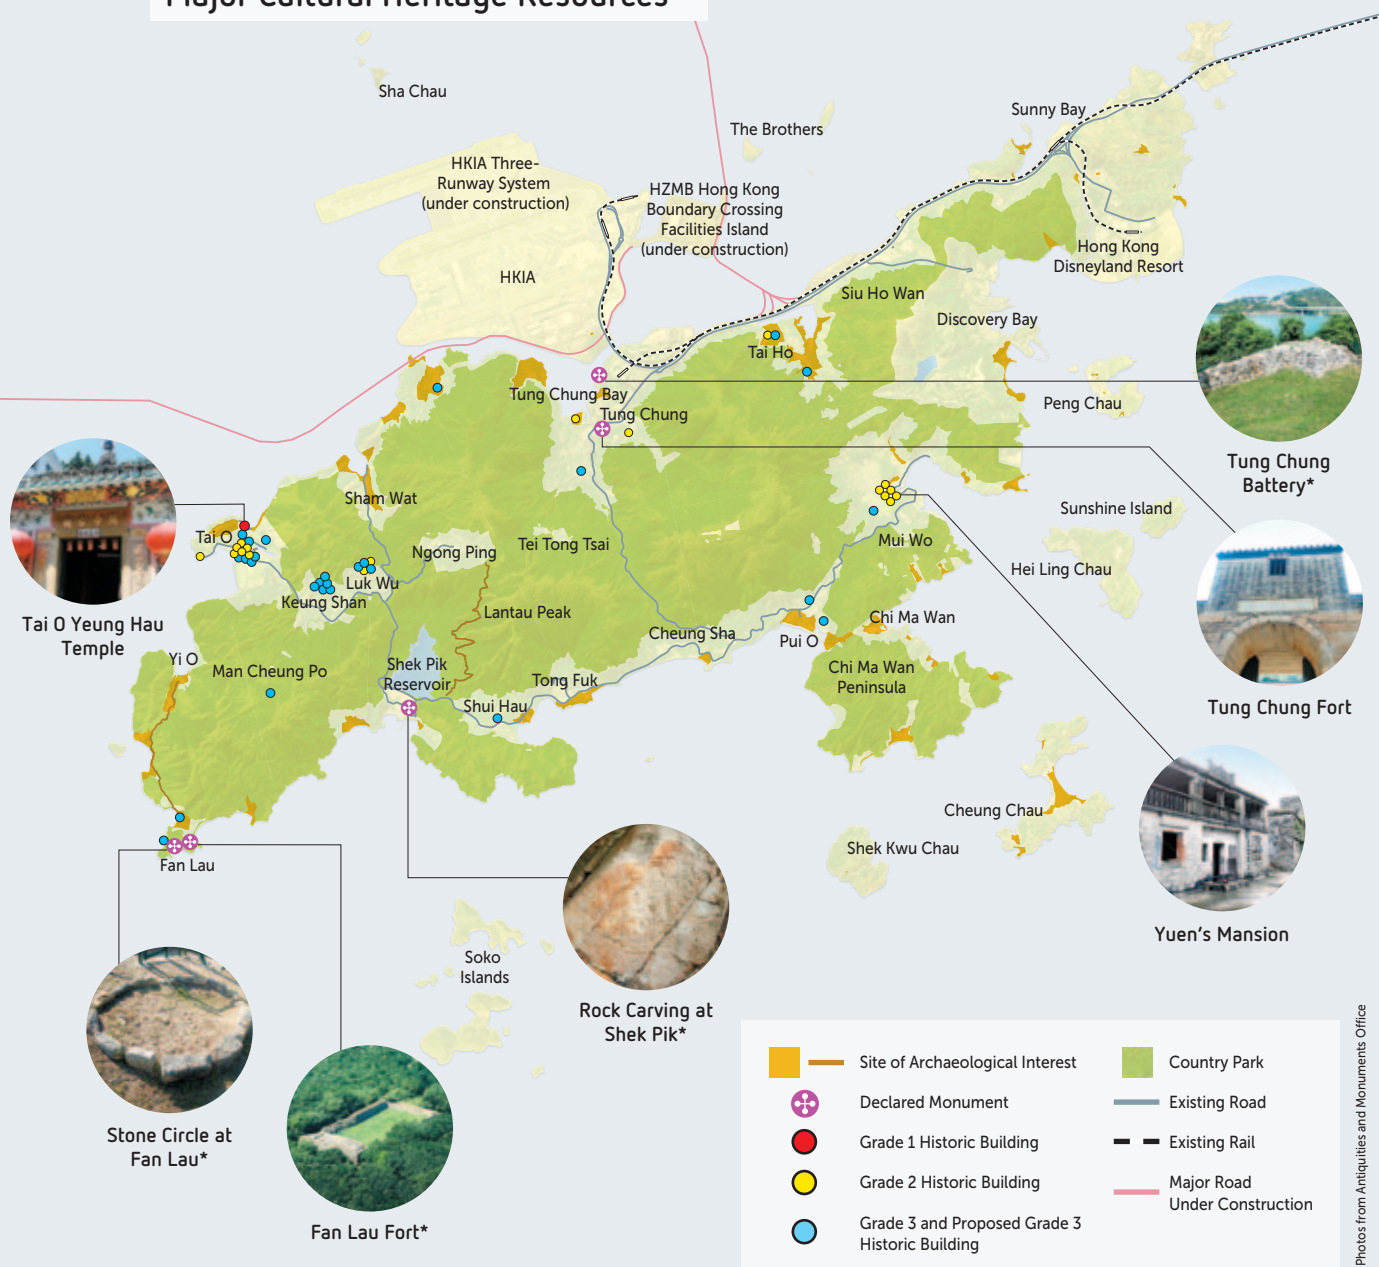 Major Cultural Heritage Resources
Sha Chau
The Brothers
Sunny Bay
HKIA Three-
Runway System
(under construction)
HZMB Hong Kong
Boundary Crossing
Facilities Island
(under construction)
HKIA
Hong Kong
Disneyland Resort
Siu Ho Wan
Discovery Bay
Tai Ho
Peng Chau
Tung Chung Bay
Tung Chung
Tung Chung
Battery*
Sham Wat
Sunshine Island
Tai O
Ngong Ping
Tei Tong Tsai
Mui Wo
Hei Ling Chau
Luk Wu
Keung Shan
Lantau Peak
Chi Ma Wan
Tai O Yeung Hau
Temple
Cheung Sha
Pui O
Yi O
Man Cheung Po
Shek Pik
Reservoir
Tong Fuk
Chi Ma Wan
Peninsula
Shui Hau
Tung Chung Fort
Cheung Chau
Shek Kwu Chau
Fan Lau
Yuen's Mansion
Soko
Islands
Rock Carving at
Shek Pik*
Stone Circle at
Fan Lau*
Fan Lau Fort*
Site of Archaeological Interest
Declared Monument
Grade 1 Historic Building
Grade 2 Historic Building
Grade 3 and Proposed Grade 3
Historic Building
Country Park
Existing Road
Existing Rail
Major Road
Under Construction
Photos from Antiquities and Monuments Office